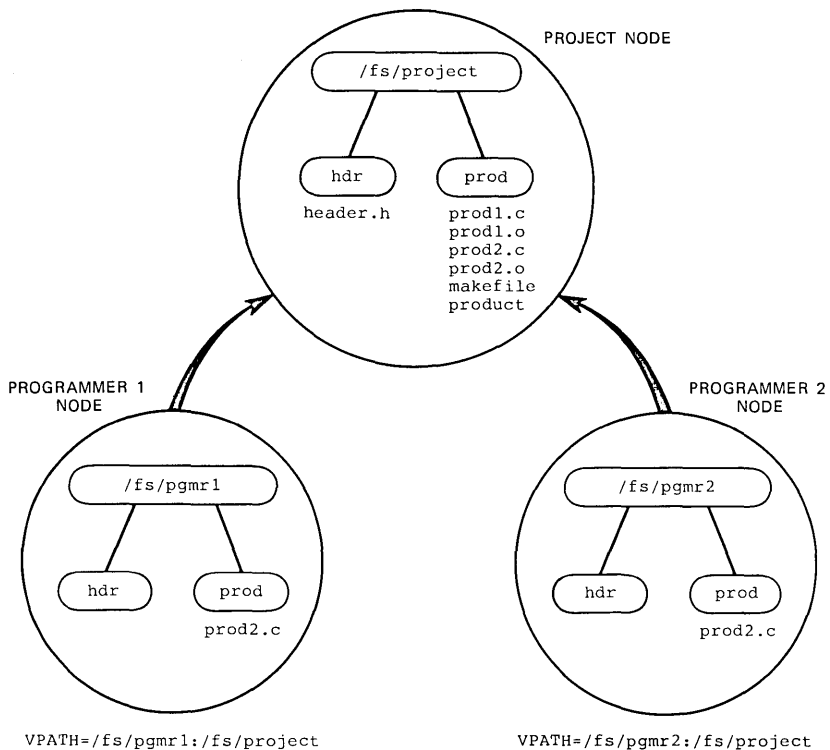 PROJECT NODE
/fs/project
hdr
prod
header.h
prod1.c
prod1.o
prod2.c
prod2.o
makefile
product
PROGRAMMER 1
NODE
/fs/pgmr1
hdr
prod
prod2.c
VPATH=/fs/pgmr1:/fs/project
PROGRAMMER 2
NODE
/fs/pgmr2
hdr
prod
prod2.c
VPATH=/fs/pgmr2:/fs/project